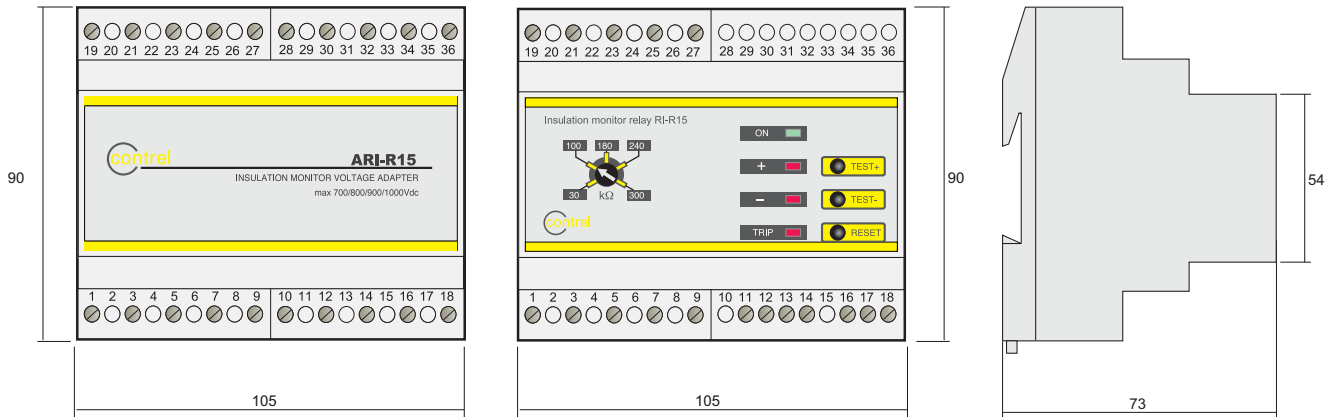 19 20 21 22 23 24 25 26 27 28 29 30 31 32 33 34 35 36
contrel
ARI-R15
INSULATION MONITOR VOLTAGE ADAPTER
max 700/800/900/1000Vdc
1 2 3 4 5 6 7 8 9 10 11 12 13 14 15 16 17 18
90
105
19 20 21 22 23 24 25 26 27 28 29 30 31 32 33 34 35 36
Insulation monitor relay RI-R15
100 180 240
30 kΩ 300
contrel
ON
+ TEST+
- TEST-
TRIP RESET
1 2 3 4 5 6 7 8 9 10 11 12 13 14 15 16 17 18
90
105
54
73